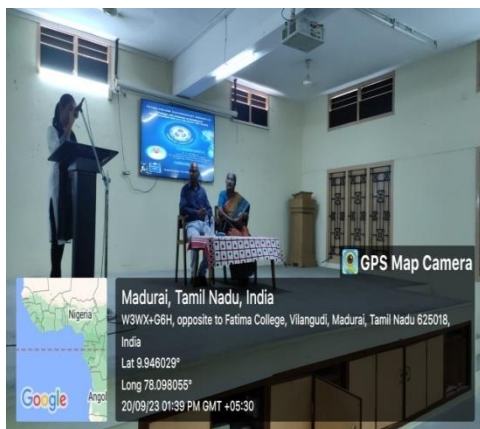 GPS Map Camera
Nigeria
Ango
Google
Madurai, Tamil Nadu, India
W3WX+G6H, opposite to Fatima College, Vilangudi, Madurai, Tamil Nadu 625018,
India
Lat 9.946029°
Long 78.098055°
20/09/23 01:39 PM GMT +05:30